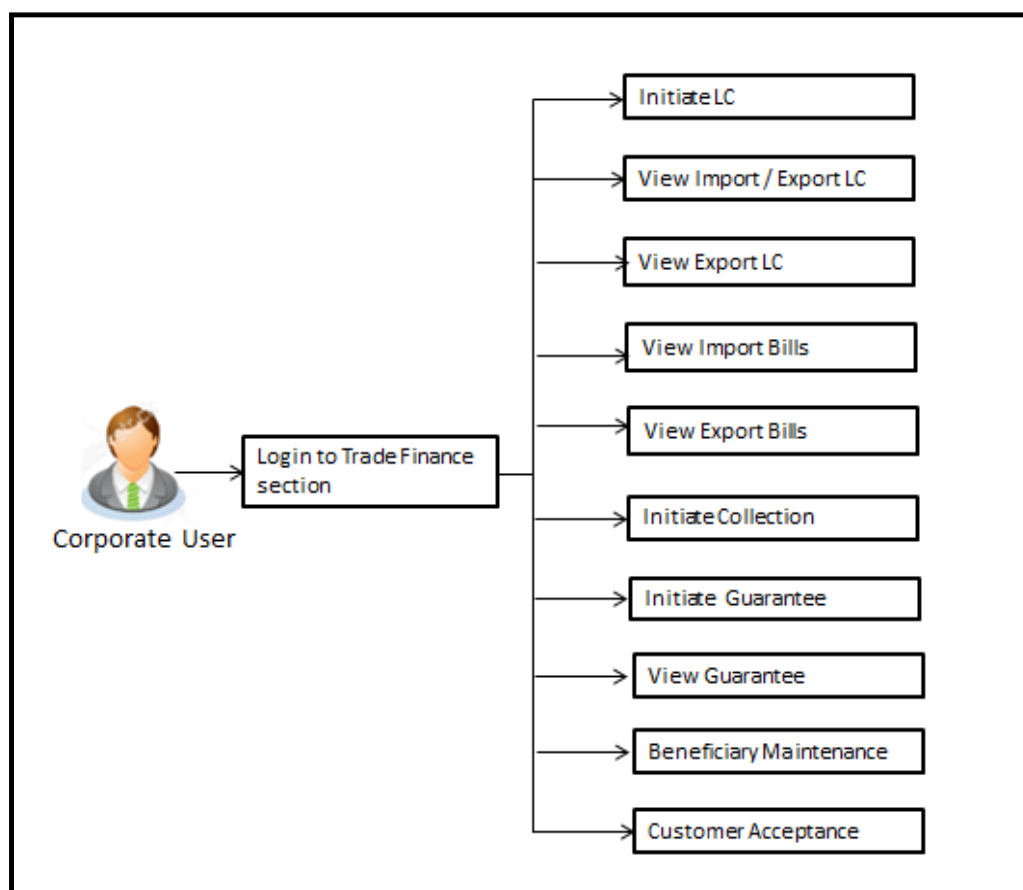 Initiate LC
View Import / Export LC
View Export LC
View Import Bills
View Export Bills
Login to Trade Finance
section
Corporate User
Initiate Collection
Initiate Guarantee
View Guarantee
Beneficiary Maintenance
Customer Acceptance